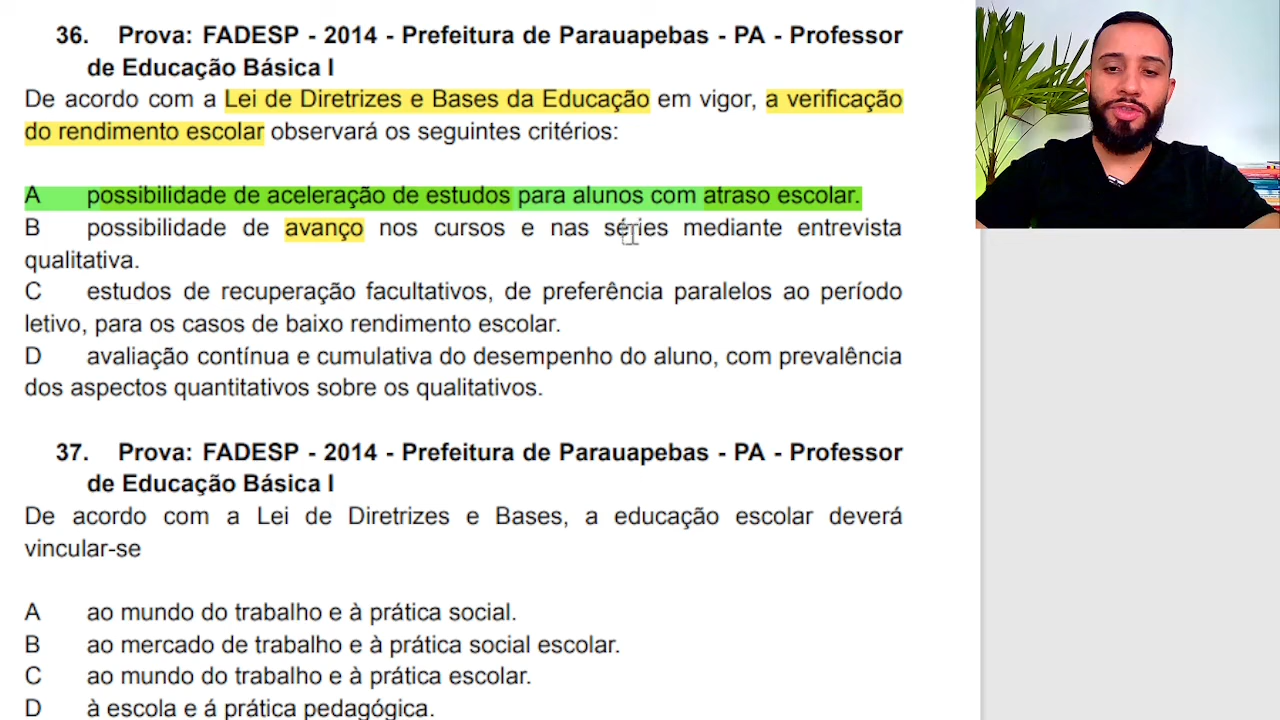 36. Prova: FADESP - 2014 - Prefeitura de Parauapebas - PA - Professor
de Educação Básica I
De acordo com a Lei de Diretrizes e Bases da Educação em vigor, a verificação
do rendimento escolar observará os seguintes critérios:
A possibilidade de aceleração de estudos para alunos com atraso escolar.
B possibilidade de avanço nos cursos e nas séries mediante entrevista
qualitativa.
C estudos de recuperação facultativos, de preferência paralelos ao período
letivo, para os casos de baixo rendimento escolar.
D avaliação contínua e cumulativa do desempenho do aluno, com prevalência
dos aspectos quantitativos sobre os qualitativos.
37. Prova: FADESP - 2014 - Prefeitura de Parauapebas - PA - Professor
de Educação Básica I
De acordo com a Lei de Diretrizes e Bases, a educação escolar deverá
vincular-se
A ao mundo do trabalho e à prática social.
B ao mercado de trabalho e à prática social escolar.
C ao mundo do trabalho e à prática escolar.
D à escola e á prática pedagógica.